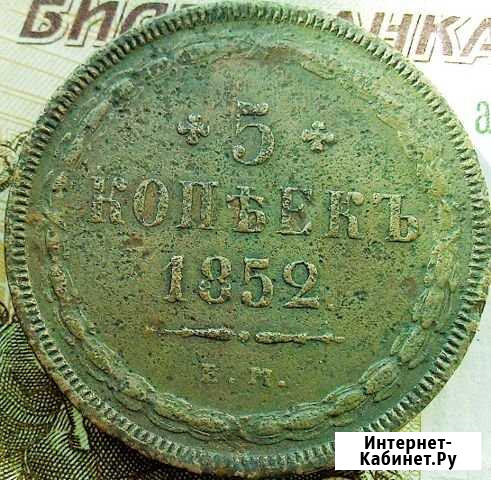 5
КОПѢЕКЪ
1852.
Е.М.
Интернет-
Кабинет.Ру